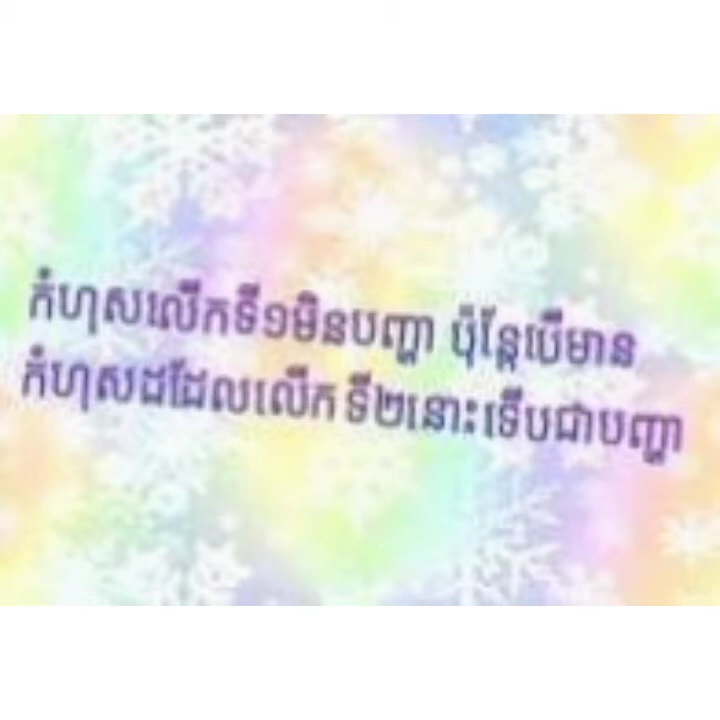 កំហុសលើកទី១មិនបញ្ហា ប៉ុន្តែបើមាន
កំហុសដដែលលើកទី២នោះទើបជាបញ្ហា